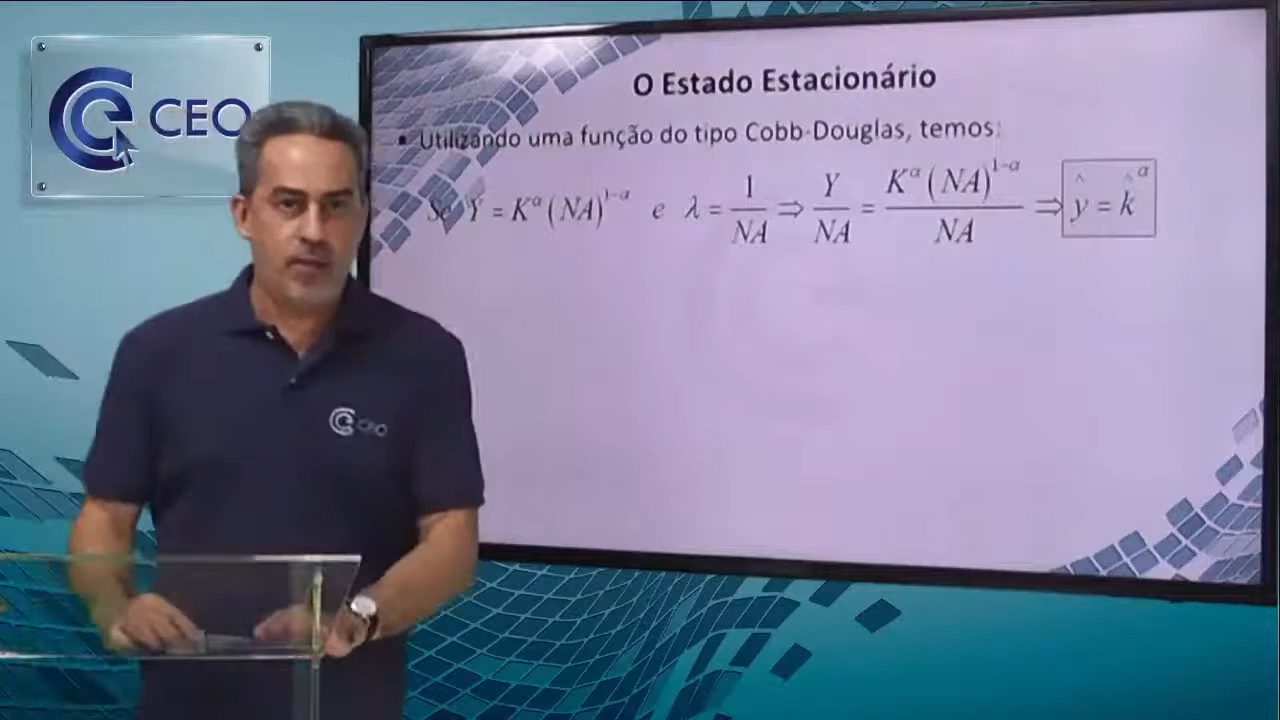 CEO
O Estado Estacionário
• Utilizando uma função do tipo Cobb-Douglas, temos:
Se Y = K^α (NA)^{1-α} e λ = 1/NA ⇒ Y/NA = K^α (NA)^{1-α}/NA ⇒ ŷ = k̂^α
CEO